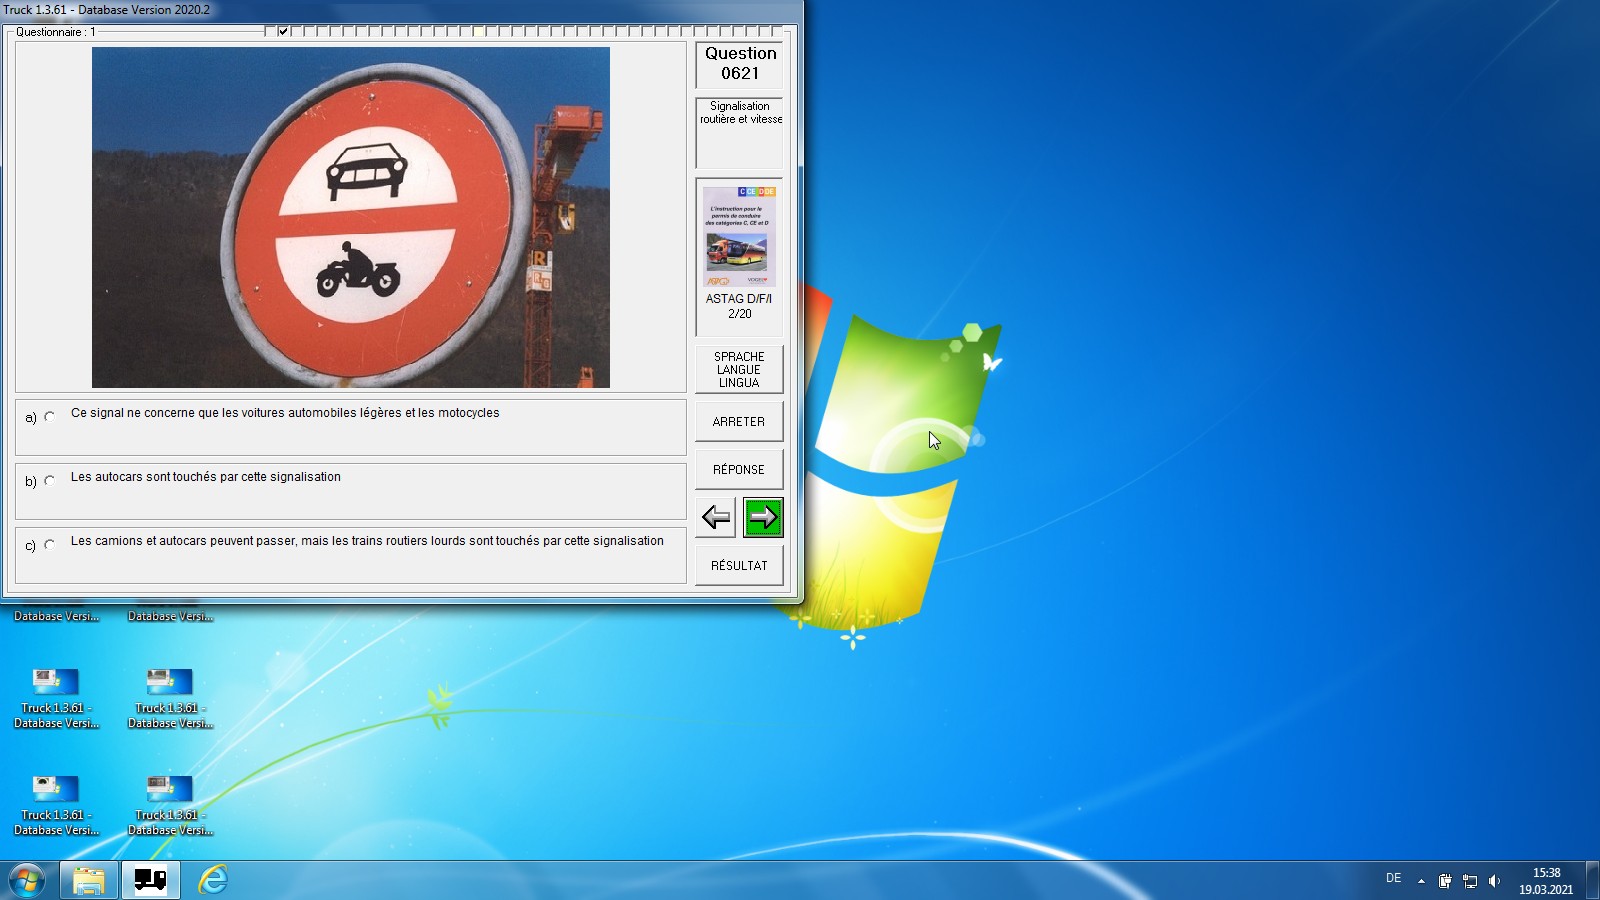 Truck 1.3.61 - Database Version 2020.2
Questionnaire : 1
Question
0621
Signalisation
routière et vitesse
C CE D DE
L'instruction pour le
permis de conduire
des catégories C, CE et D
ASTAG D/F/I
2/20
SPRACHE
LANGUE
LINGUA
a) Ce signal ne concerne que les voitures automobiles légères et les motocycles
ARRETER
b) Les autocars sont touchés par cette signalisation
RÉPONSE
c) Les camions et autocars peuvent passer, mais les trains routiers lourds sont touchés par cette signalisation
RÉSULTAT
Database Versi...
Database Versi...
Truck 1.3.61 -
Database Versi...
Truck 1.3.61 -
Database Versi...
Truck 1.3.61 -
Database Versi...
Truck 1.3.61 -
Database Versi...
DE
15:38
19.03.2021